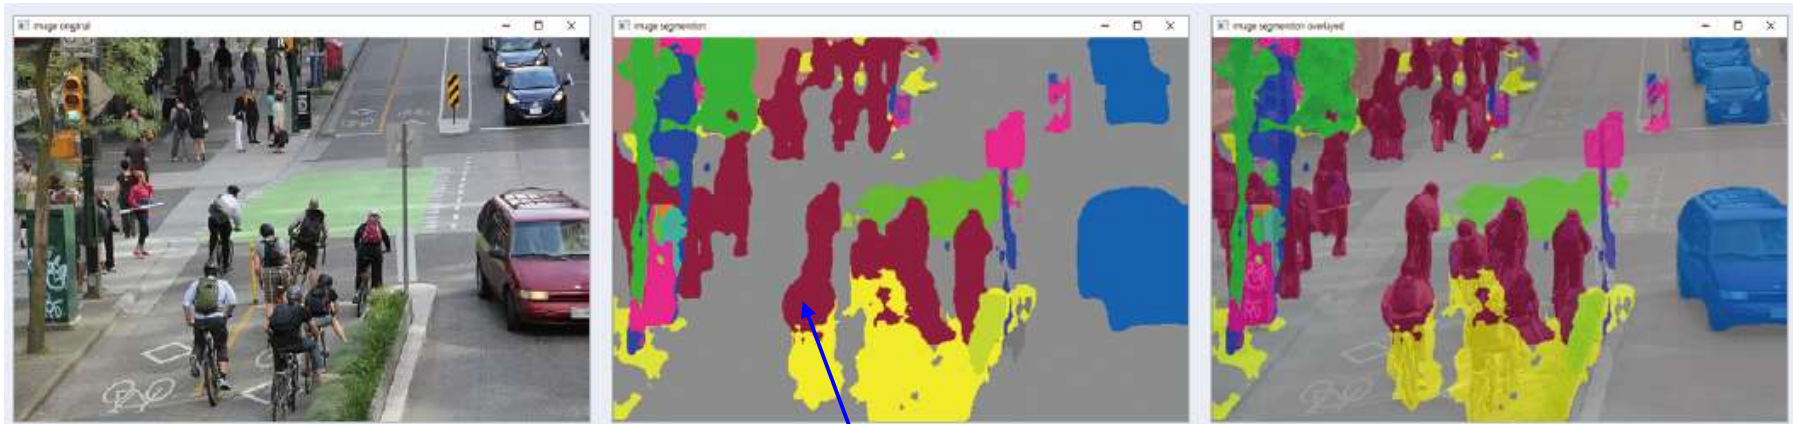 image original
image segmentation
image segmentation overlayed